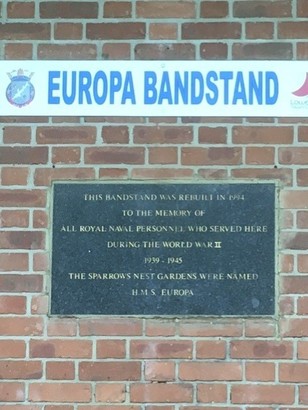 EUROPA BANDSTAND
THIS BANDSTAND WAS REBUILT IN 1994
TO THE MEMORY OF
ALL ROYAL NAVAL PERSONNEL WHO SERVED HERE
DURING THE WORLD WAR II
1939 - 1945
THE SPARROWS NEST GARDENS WERE NAMED
H.M.S. EUROPA